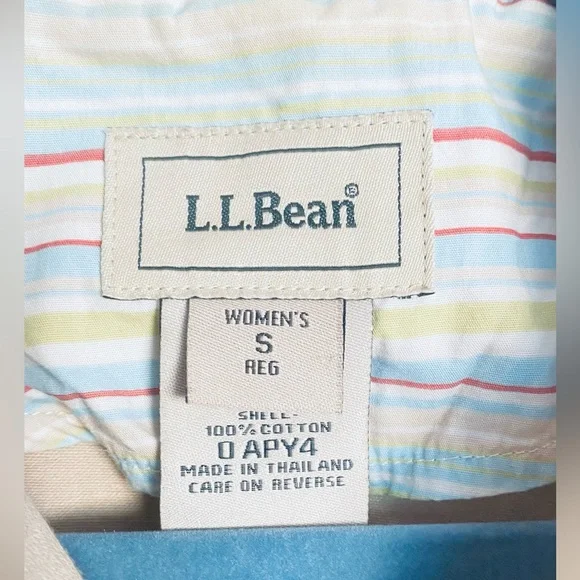 L.L.Bean®
WOMEN'S
S
REG
SHELL-
100% COTTON
0 APY4
MADE IN THAILAND
CARE ON REVERSE